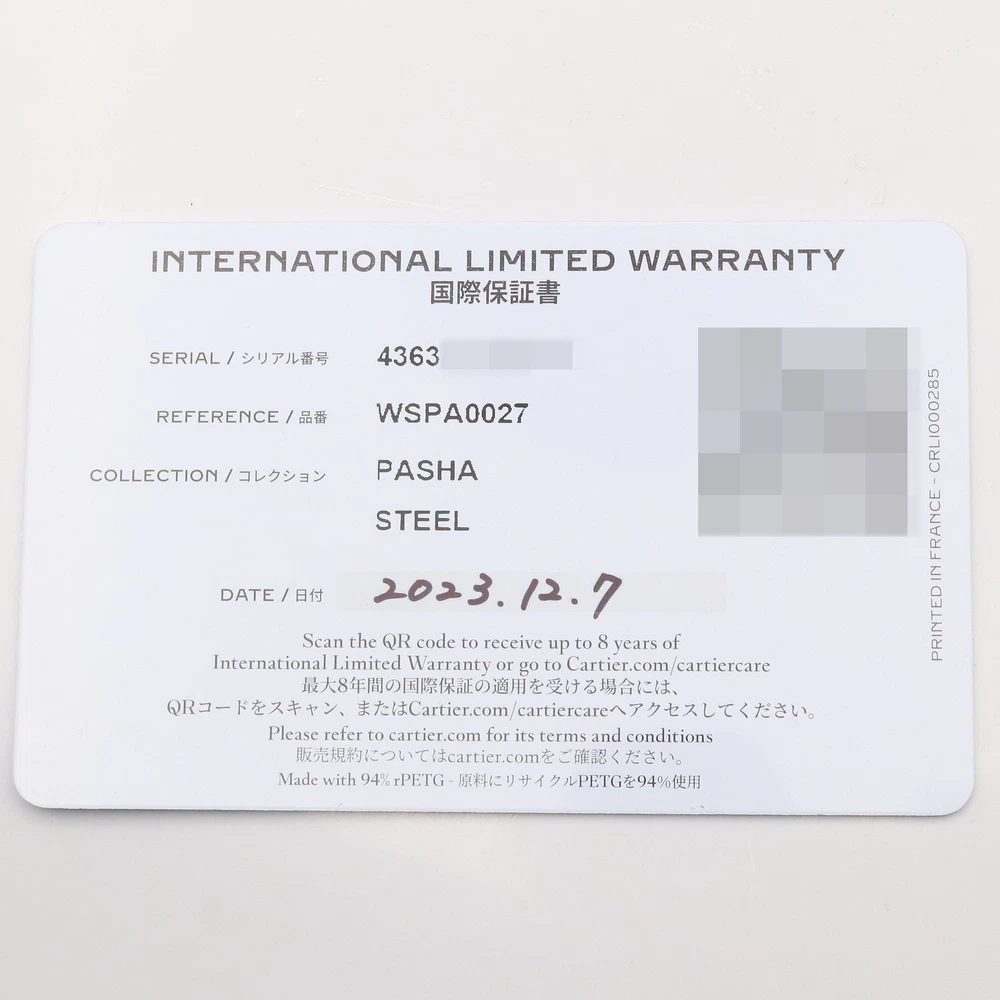 INTERNATIONAL LIMITED WARRANTY
国際保証書
SERIAL / シリアル番号 4363
REFERENCE / 品番 WSPA0027
COLLECTION / コレクション PASHA
STEEL
DATE / 日付 2023.12.7
Scan the QR code to receive up to 8 years of
International Limited Warranty or go to Cartier.com/cartiercare
最大8年間の国際保証の適用を受ける場合には、
QRコードをスキャン、またはCartier.com/cartiercareへアクセスしてください。
Please refer to cartier.com for its terms and conditions
販売規約についてはcartier.comをご確認ください。
Made with 94% rPETG - 原料にリサイクルPETGを94%使用
PRINTED IN FRANCE - CRLI000285